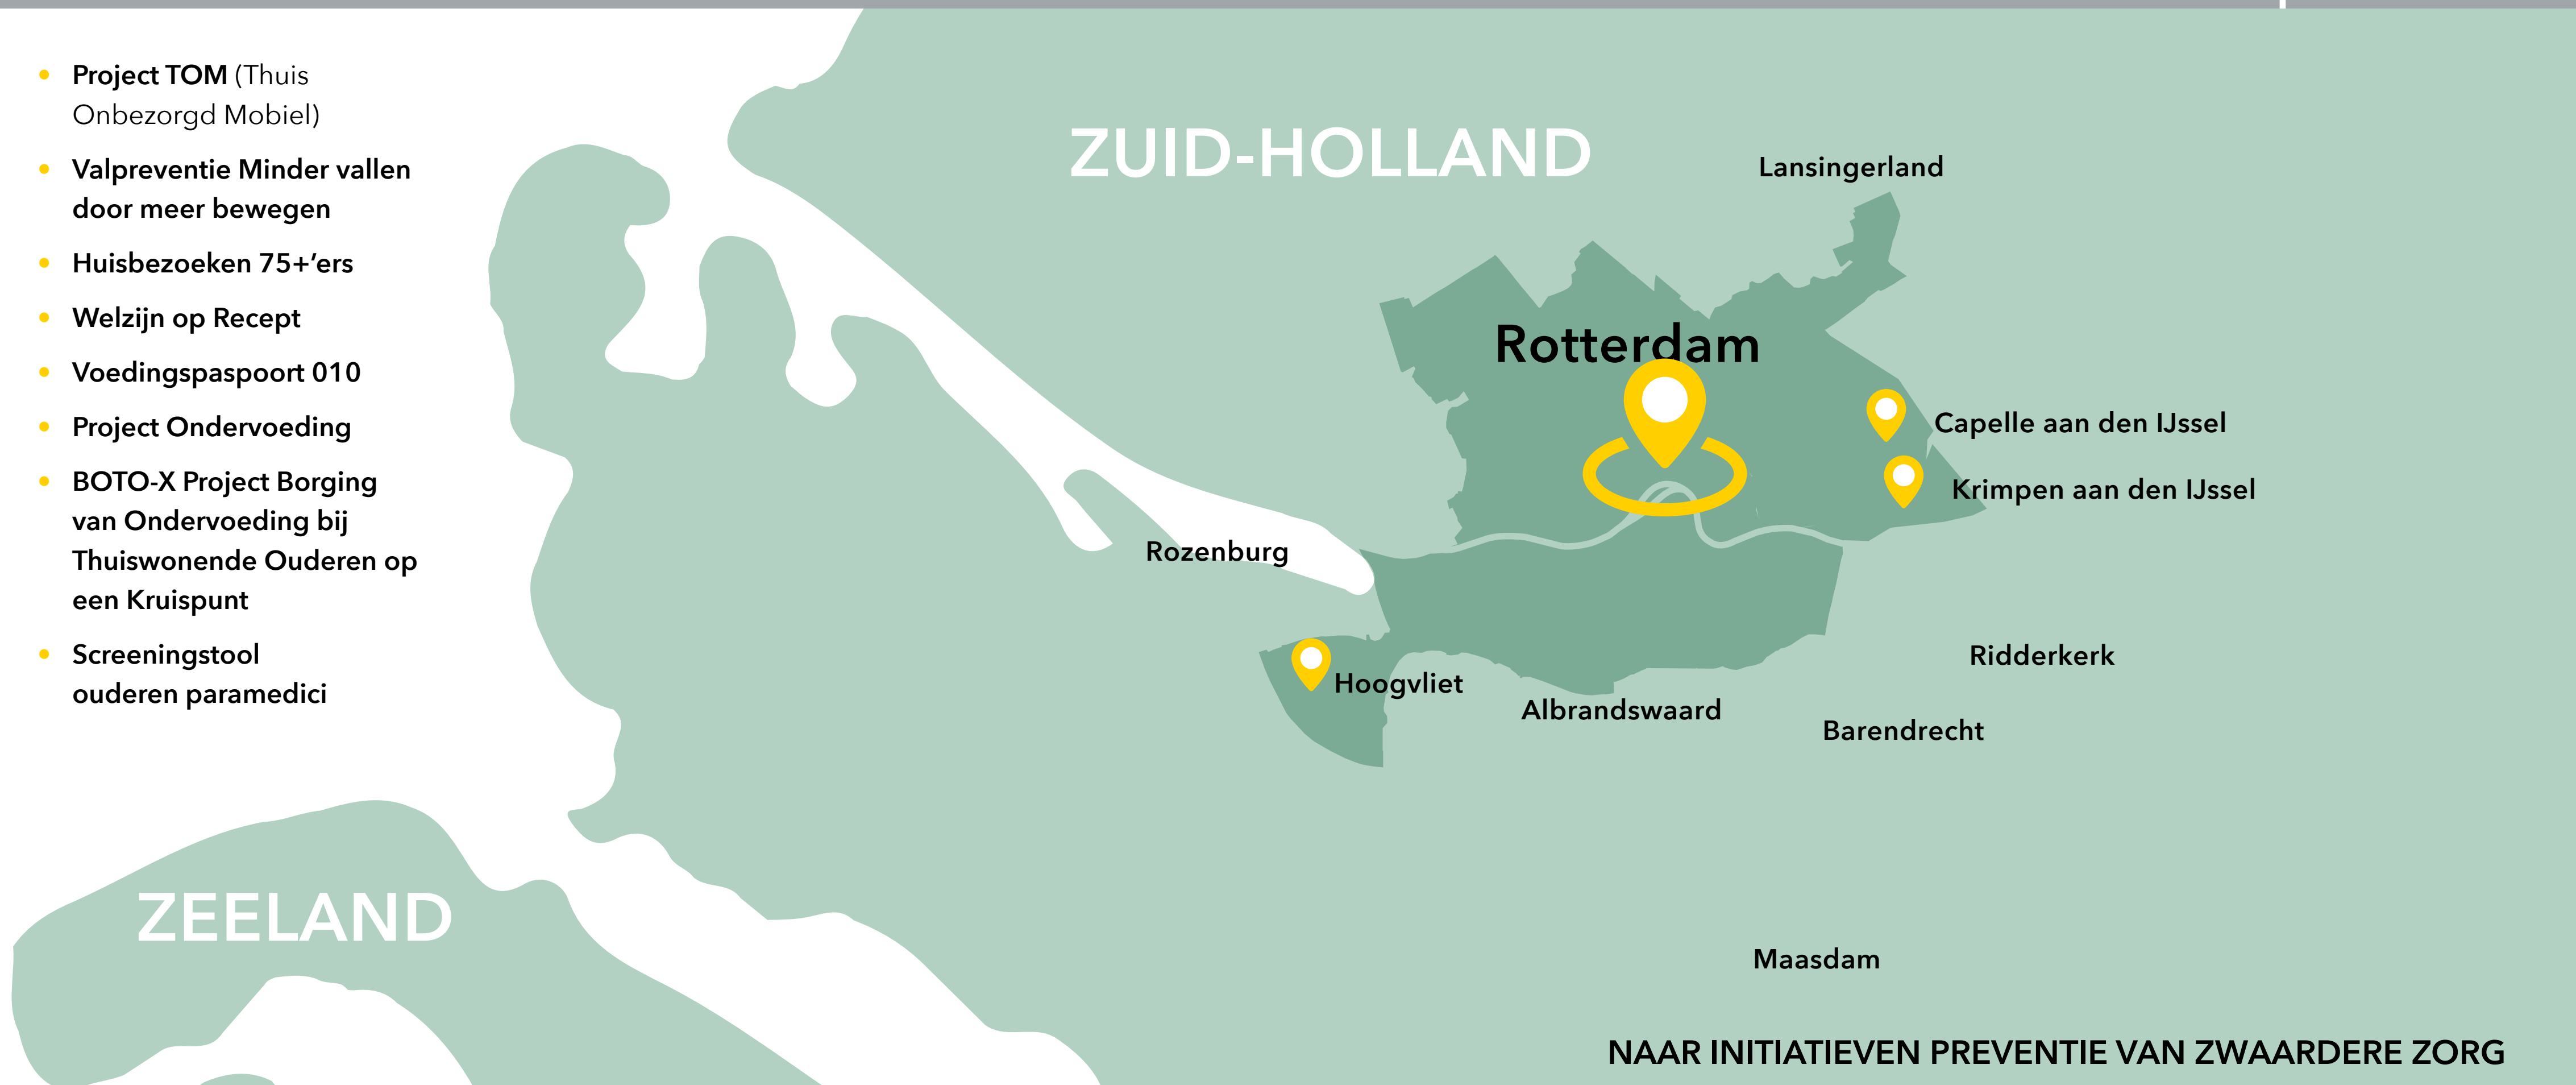 • Project TOM (Thuis
Onbezorgd Mobiel)
• Valpreventie Minder vallen
door meer bewegen
• Huisbezoeken 75+’ers
• Welzijn op Recept
• Voedingspaspoort 010
• Project Ondervoeding
• BOTO-X Project Borging
van Ondervoeding bij
Thuiswonende Ouderen op
een Kruispunt
• Screeningstool
ouderen paramedici
ZUID-HOLLAND
Lansingerland
Rotterdam
Capelle aan den IJssel
Krimpen aan den IJssel
Rozenburg
Ridderkerk
Hoogvliet
Albrandswaard
Barendrecht
ZEELAND
Maasdam
NAAR INITIATIEVEN PREVENTIE VAN ZWAARDERE ZORG